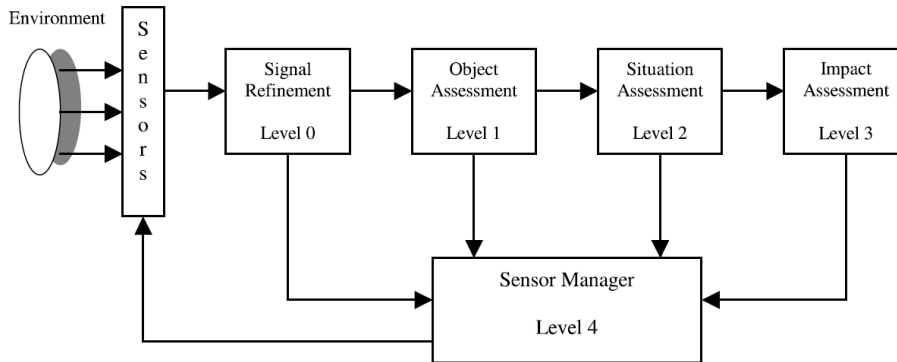 Environment
Sensors
Signal
Refinement
Level 0
Object
Assessment
Level 1
Situation
Assessment
Level 2
Impact
Assessment
Level 3
Sensor Manager
Level 4